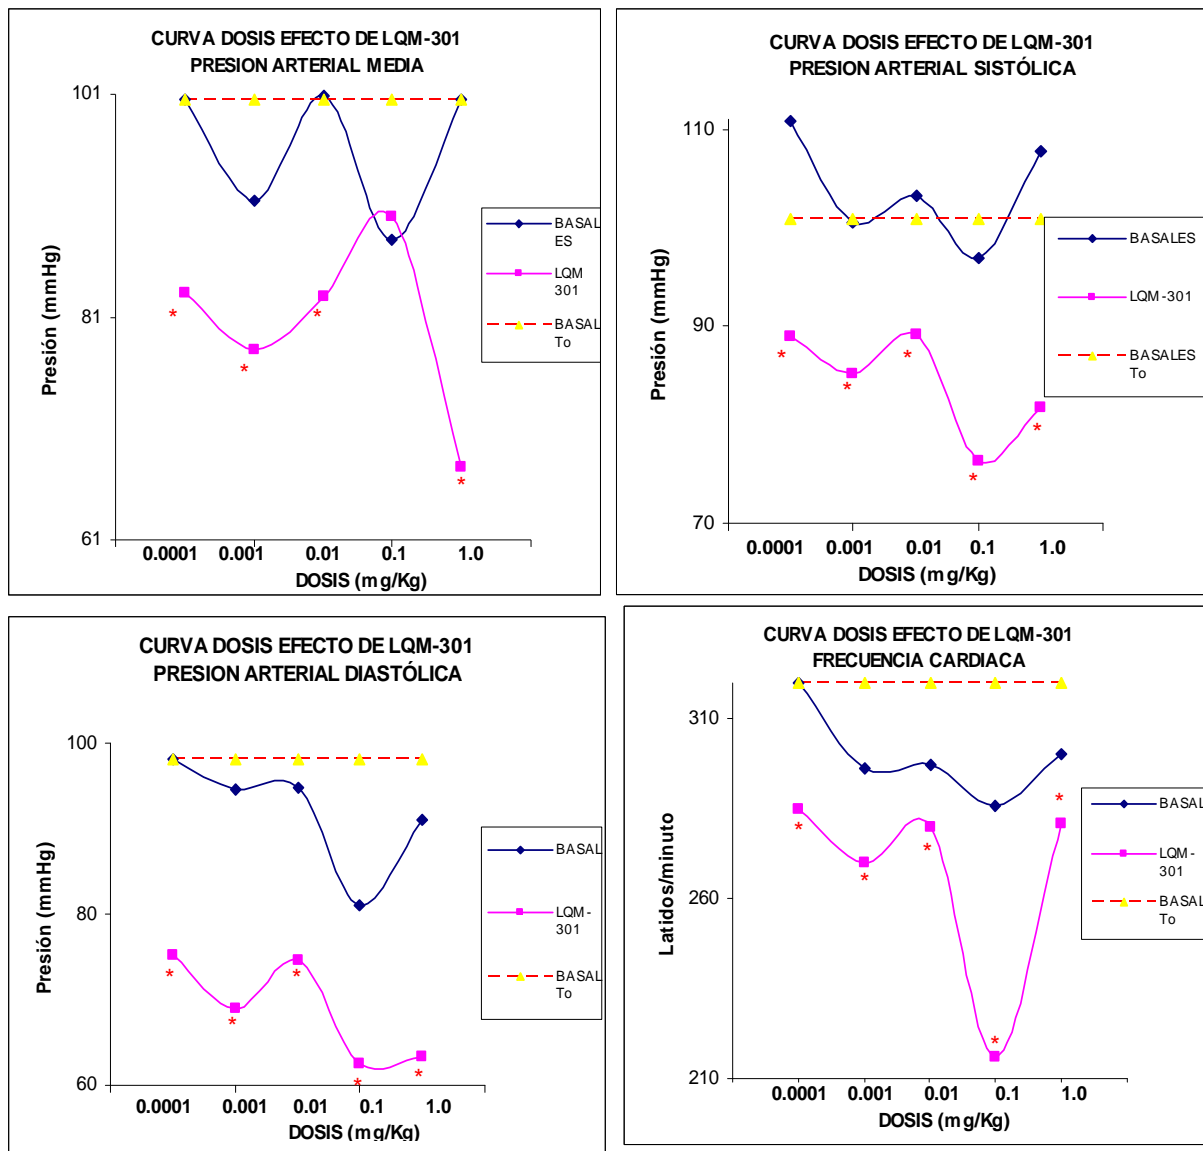 CURVA DOSIS EFECTO DE LQM-301
PRESION ARTERIAL MEDIA
101
81
61
Presión (mmHg)
0.0001 0.001 0.01 0.1 1.0
DOSIS (mg/Kg)
BASAL
ES
LQM
301
BASAL
To
* * * *
CURVA DOSIS EFECTO DE LQM-301
PRESION ARTERIAL SISTÓLICA
110
90
70
Presión (mmHg)
0.0001 0.001 0.01 0.1 1.0
DOSIS (mg/Kg)
BASALES
LQM-301
BASALES
To
* * * * *
CURVA DOSIS EFECTO DE LQM-301
PRESION ARTERIAL DIASTÓLICA
100
80
60
Presión (mmHg)
0.0001 0.001 0.01 0.1 1.0
DOSIS (mg/Kg)
BASAL
LQM-
301
BASAL
To
* * * * *
CURVA DOSIS EFECTO DE LQM-301
FRECUENCIA CARDIACA
310
260
210
Latidos/minuto
0.0001 0.001 0.01 0.1 1.0
DOSIS (mg/Kg)
BASAL
LQM-
301
BASAL
To
* * * * *